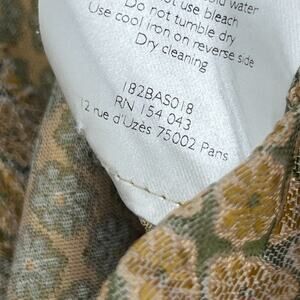 not use bleach
Do not tumble dry
Use cool iron on reverse side
Dry cleaning
182BAS018
RN 154 043
12 rue d'Uzès 75002 Paris